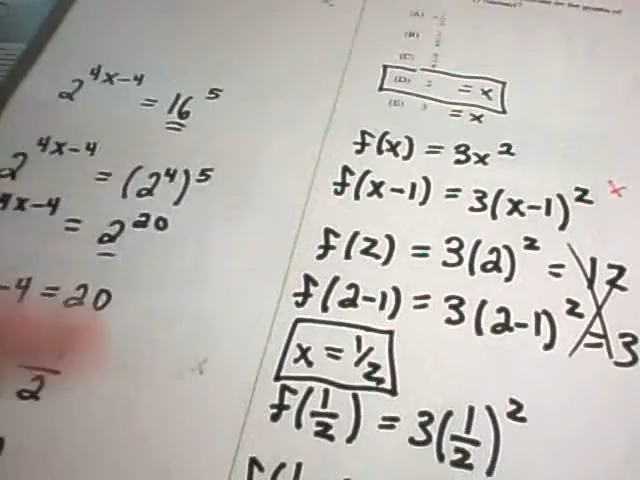 2^{4x-4} = 16^5
2^{4x-4} = (2^4)^5
4x-4 = 2^{20}
-4 = 20
2
(A)
(B)
(C)
(D) 2 = x
(E) 3 = x
f(x) = 3x^2
f(x-1) = 3(x-1)^2 x
f(2) = 3(2)^2 = 12
f(2-1) = 3(2-1)^2 = 3
x = 1/2
f(1/2) = 3(1/2)^2